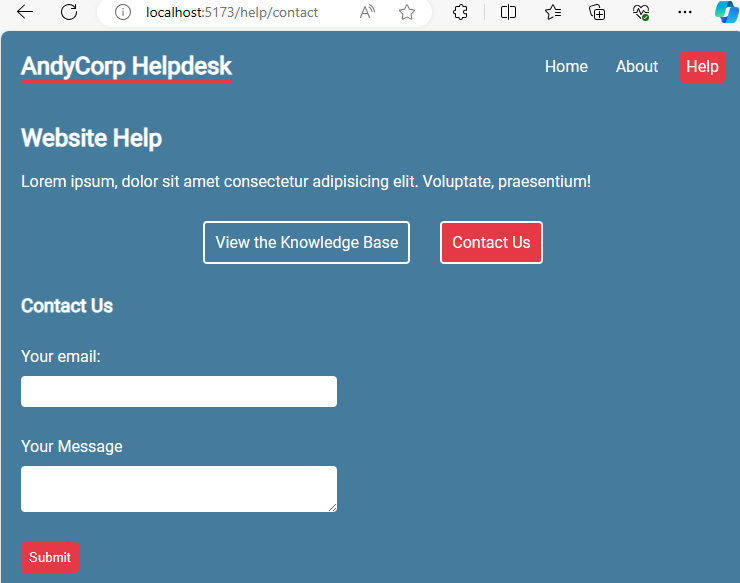 localhost:5173/help/contact
AndyCorp Helpdesk
Home About Help
Website Help
Lorem ipsum, dolor sit amet consectetur adipisicing elit. Voluptate, praesentium!
View the Knowledge Base Contact Us
Contact Us
Your email:
Your Message
Submit